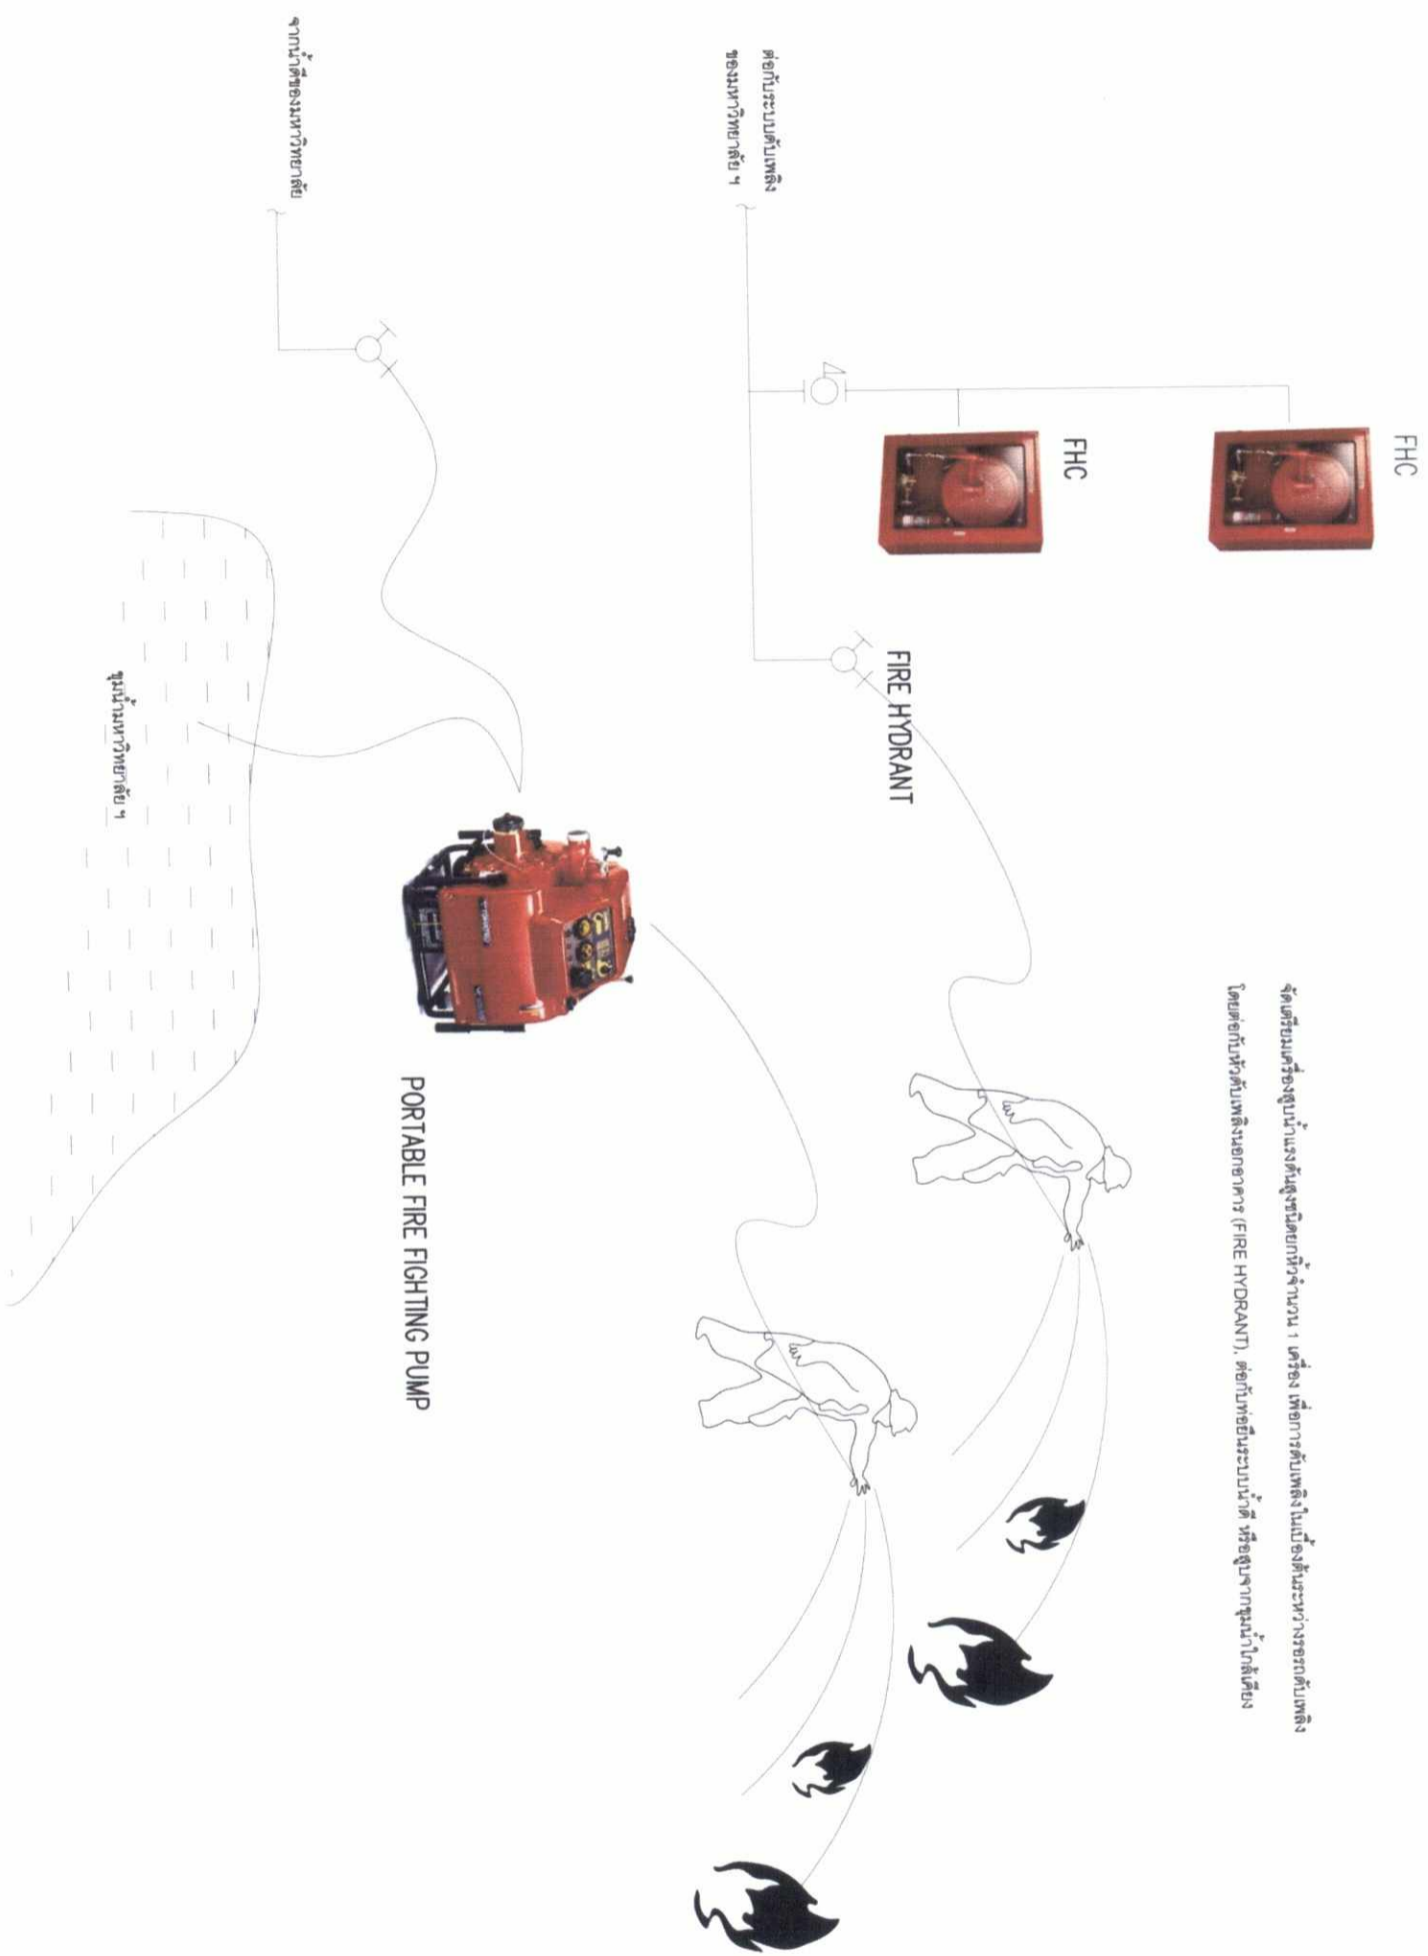 จัดเตรียมเครื่องสูบน้ำแรงดันสูงชนิดยกหิ้วจำนวน 1 เครื่อง เพื่อการดับเพลิงในเบื้องต้นระหว่างรอรถดับเพลิง
โดยต่อกับหัวดับเพลิงนอกอาคาร (FIRE HYDRANT), ต่อกับท่อยืนระบบน้ำดี หรือสูบจากขุมน้ำใกล้เคียง
FHC
FHC
FIRE HYDRANT
ต่อกับระบบดับเพลิง
ของมหาวิทยาลัย ฯ
PORTABLE FIRE FIGHTING PUMP
จากน้ำดีของมหาวิทยาลัย
ขุมน้ำมหาวิทยาลัย ฯ